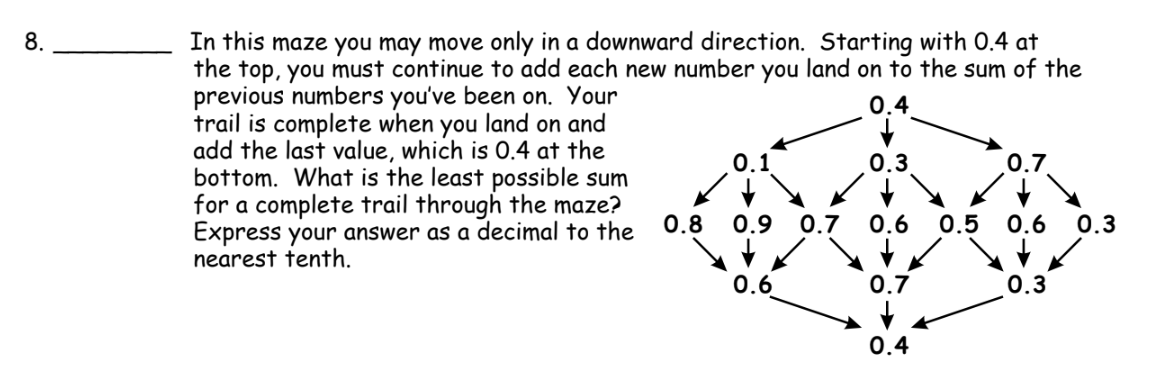 8. __________ In this maze you may move only in a downward direction. Starting with 0.4 at
the top, you must continue to add each new number you land on to the sum of the
previous numbers you've been on. Your
trail is complete when you land on and
add the last value, which is 0.4 at the
bottom. What is the least possible sum
for a complete trail through the maze?
Express your answer as a decimal to the
nearest tenth.
0.4
0.1 0.3 0.7
0.8 0.9 0.7 0.6 0.5 0.6 0.3
0.6 0.7 0.3
0.4